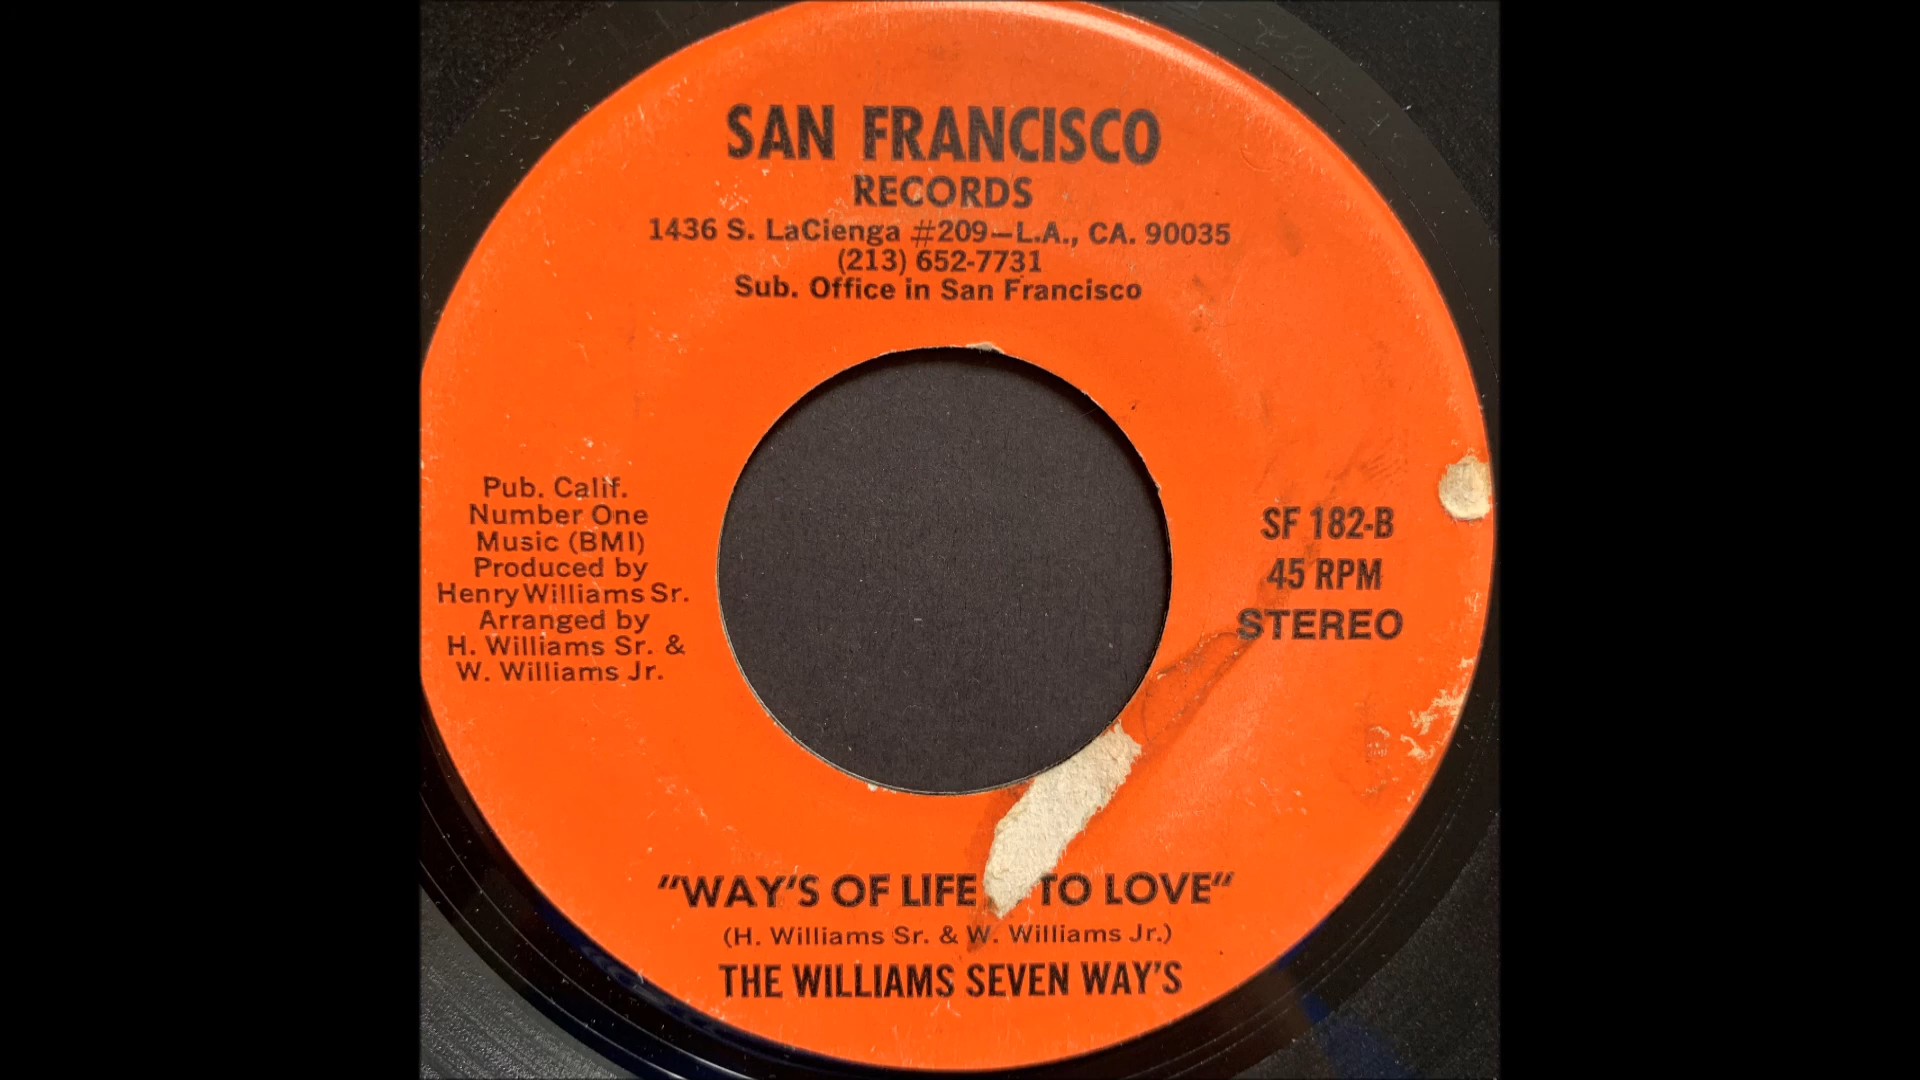 SAN FRANCISCO
RECORDS
1436 S. LaCienga #209—L.A., CA. 90035
(213) 652-7731
Sub. Office in San Francisco
Pub. Calif.
Number One
Music (BMI)
Produced by
Henry Williams Sr.
Arranged by
H. Williams Sr. &
W. Williams Jr.
SF 182-B
45 RPM
STEREO
"WAY'S OF LIFE TO LOVE"
(H. Williams Sr. & W. Williams Jr.)
THE WILLIAMS SEVEN WAY'S